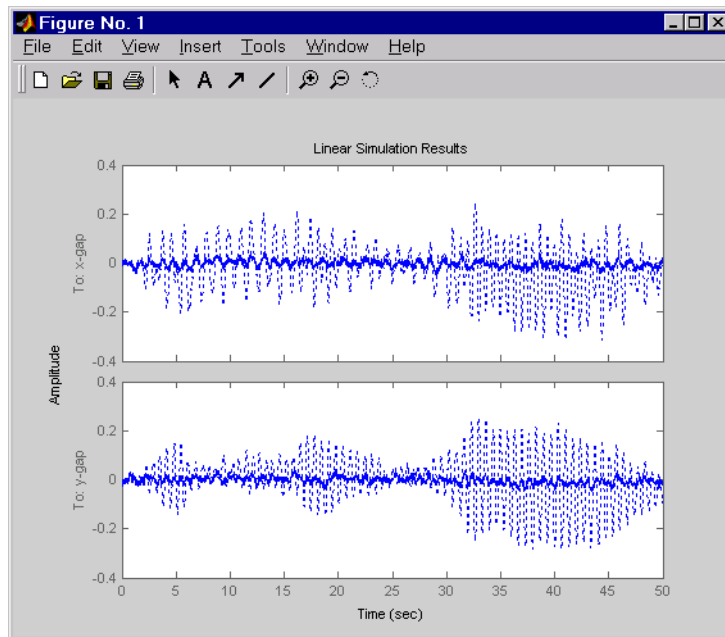 Figure No. 1
File Edit View Insert Tools Window Help
A
Linear Simulation Results
Amplitude
To: x-gap
0.4
0.2
0
-0.2
-0.4
To: y-gap
0.4
0.2
0
-0.2
-0.4
0 5 10 15 20 25 30 35 40 45 50
Time (sec)